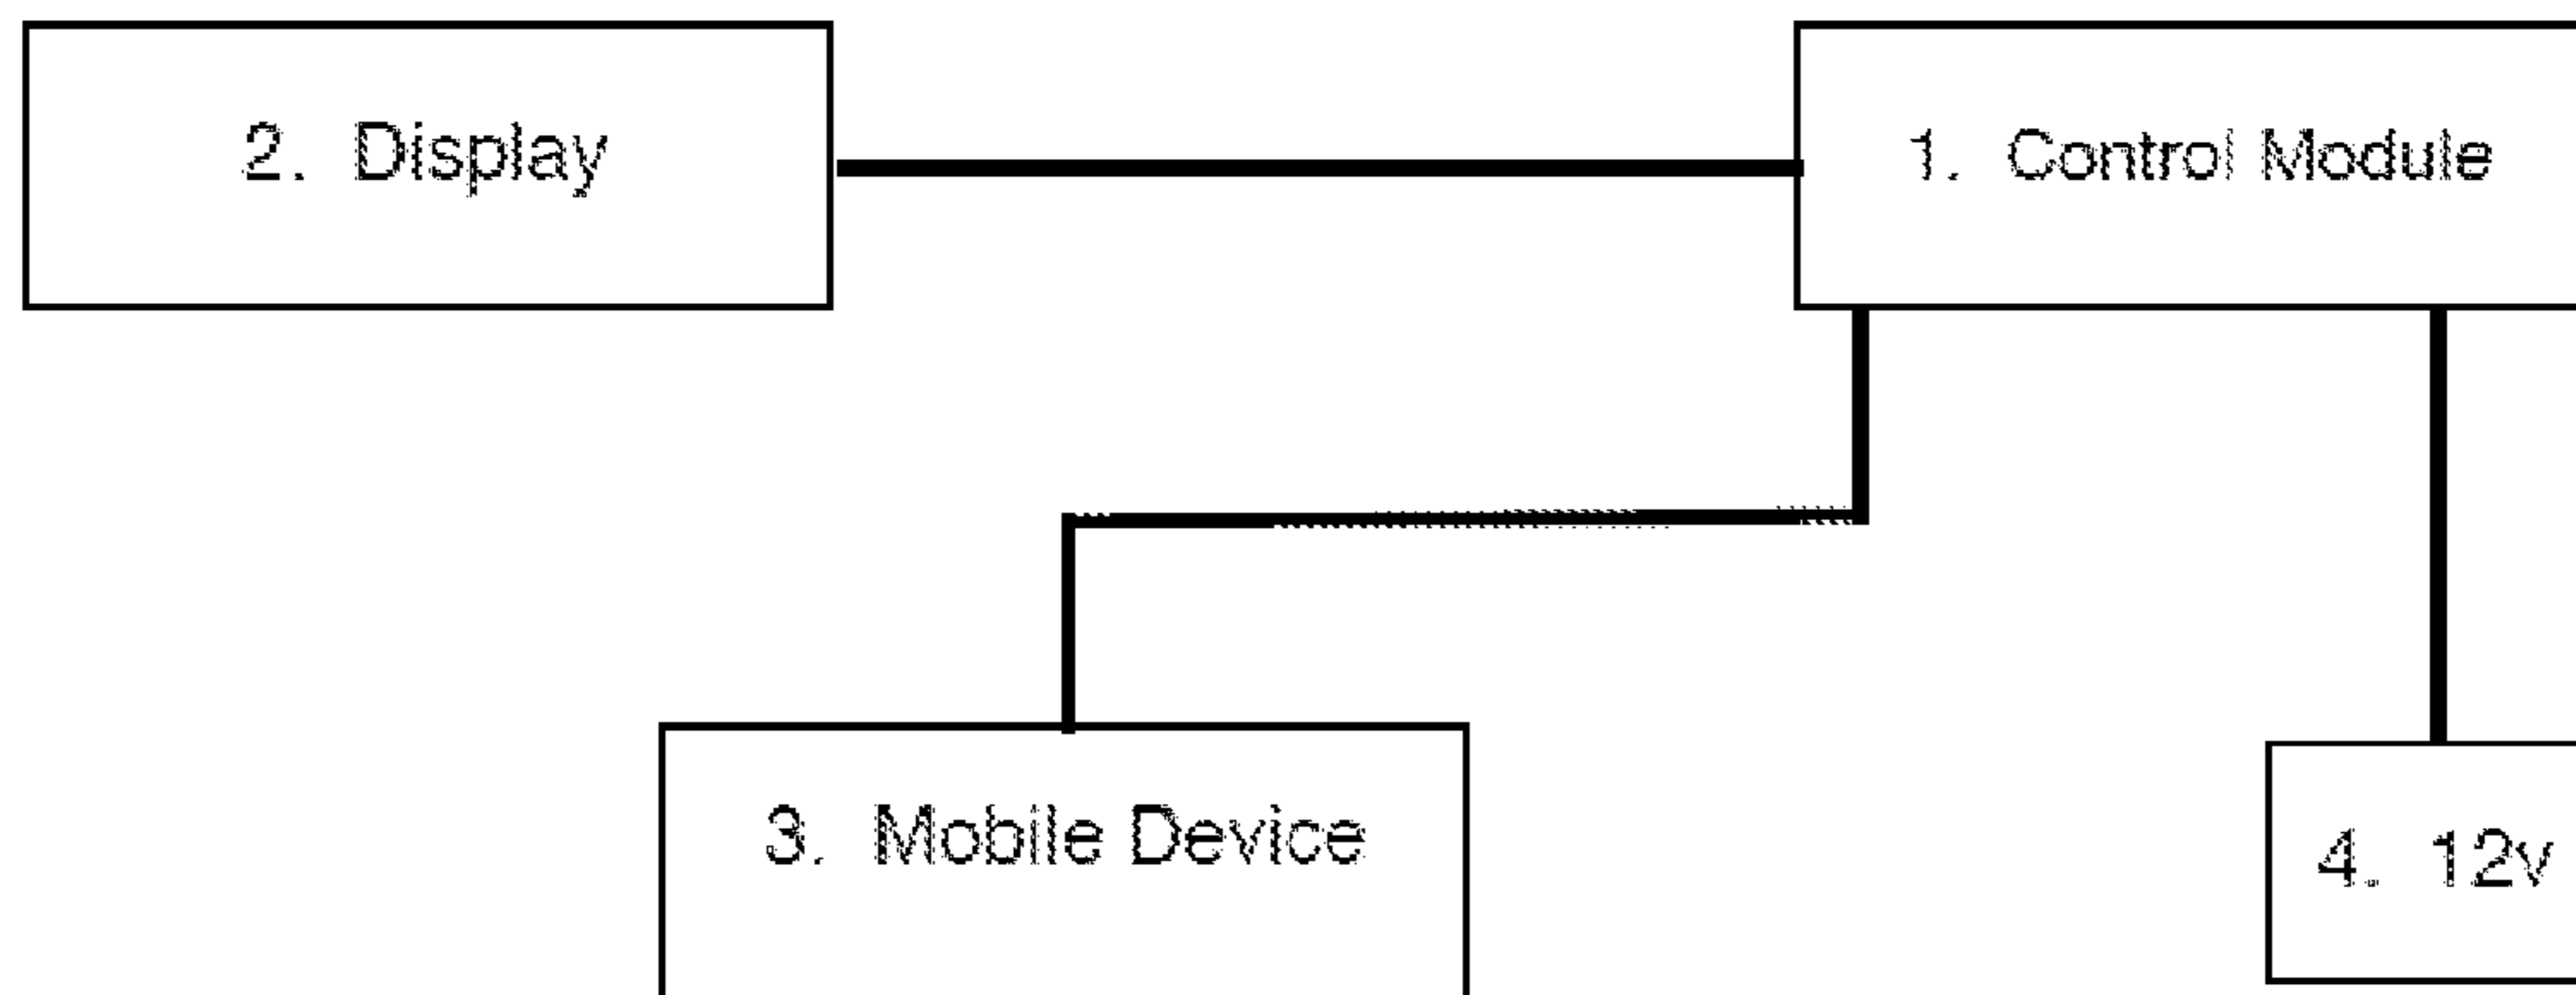 2. Display
1. Control Module
3. Mobile Device
4. 12v